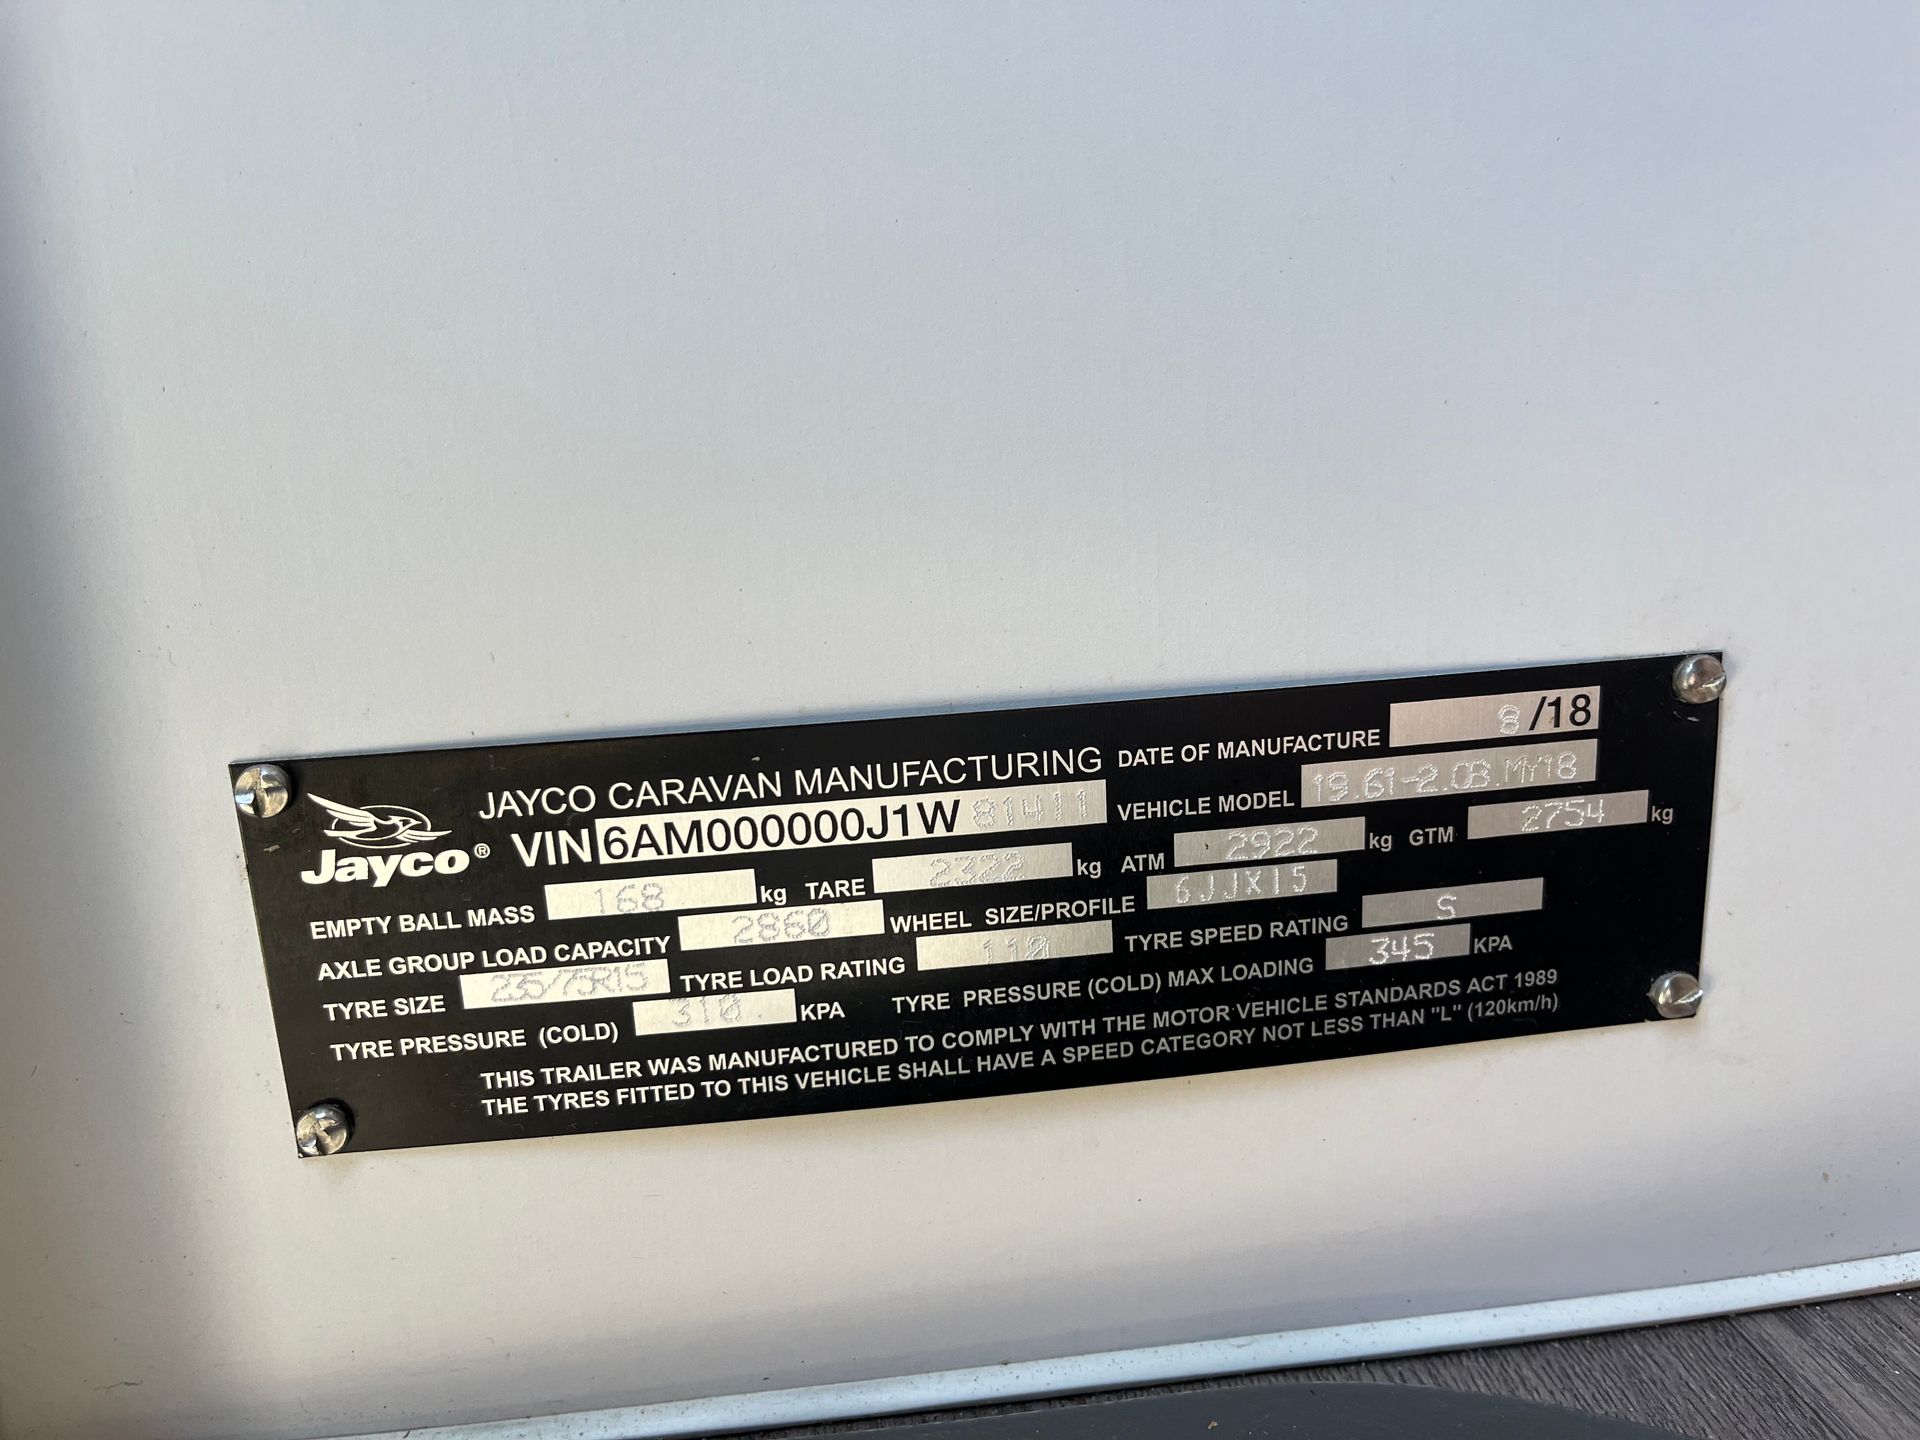 JAYCO CARAVAN MANUFACTURING DATE OF MANUFACTURE 8/18
Jayco® VIN 6AM000000J1W 81411 VEHICLE MODEL 19.61-2.OB.MY18
EMPTY BALL MASS 168 kg TARE 2322 kg ATM 2922 kg GTM 2754 kg
AXLE GROUP LOAD CAPACITY 2860 WHEEL SIZE/PROFILE 6JJX15
TYRE SIZE 235/75R15 TYRE LOAD RATING 110 TYRE SPEED RATING S
TYRE PRESSURE (COLD) 310 KPA TYRE PRESSURE (COLD) MAX LOADING 345 KPA
THIS TRAILER WAS MANUFACTURED TO COMPLY WITH THE MOTOR VEHICLE STANDARDS ACT 1989
THE TYRES FITTED TO THIS VEHICLE SHALL HAVE A SPEED CATEGORY NOT LESS THAN "L" (120km/h)